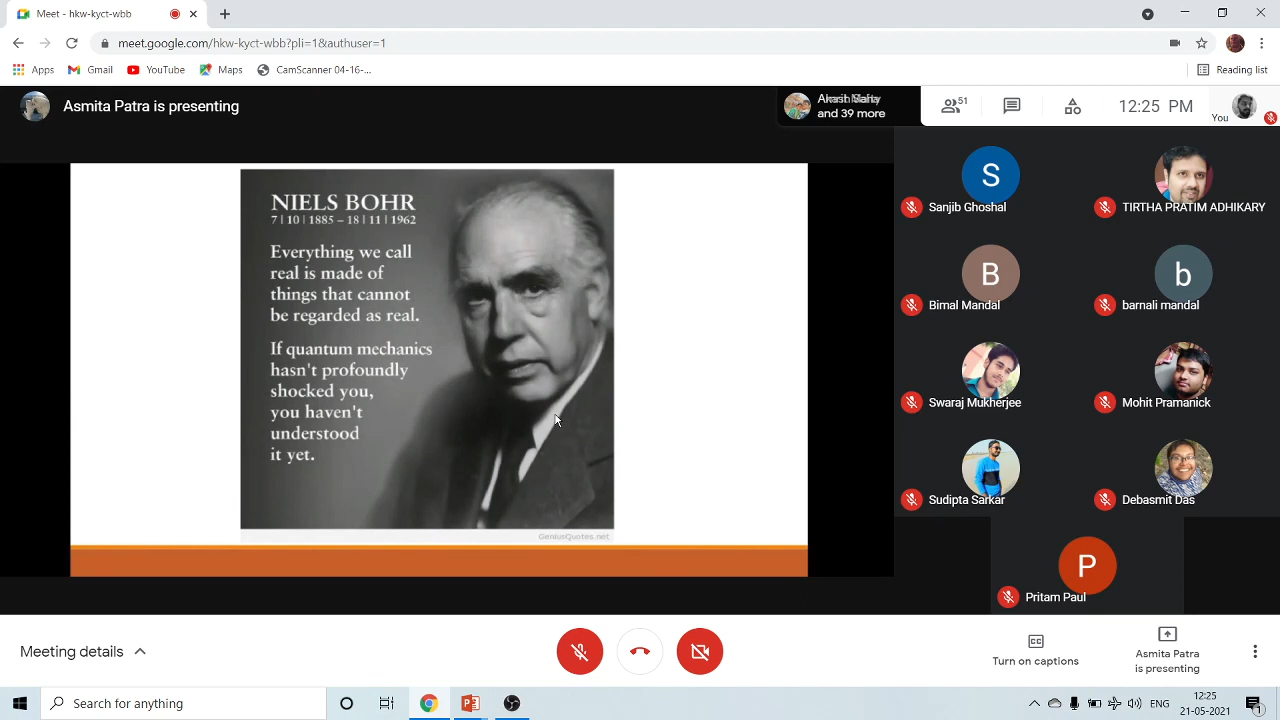 Meet - hkw-kyct-wbb
meet.google.com/hkw-kyct-wbb?pli=1&authuser=1
Apps
Gmail
YouTube
Maps
CamScanner 04-16-...
Reading list
Asmita Patra is presenting
and 39 more
51
12:25 PM
You
NIELS BOHR
7 | 10 | 1885 – 18 | 11 | 1962
Everything we call
real is made of
things that cannot
be regarded as real.
If quantum mechanics
hasn't profoundly
shocked you,
you haven't
understood
it yet.
GeniusQuotes.net
S
Sanjib Ghoshal
TIRTHA PRATIM ADHIKARY
B
Bimal Mandal
b
barnali mandal
Swaraj Mukherjee
Mohit Pramanick
Sudipta Sarkar
Debasmit Das
P
Pritam Paul
Meeting details
CC
Turn on captions
Asmita Patra
is presenting
Search for anything
ENG
12:25
21-05-2021
1